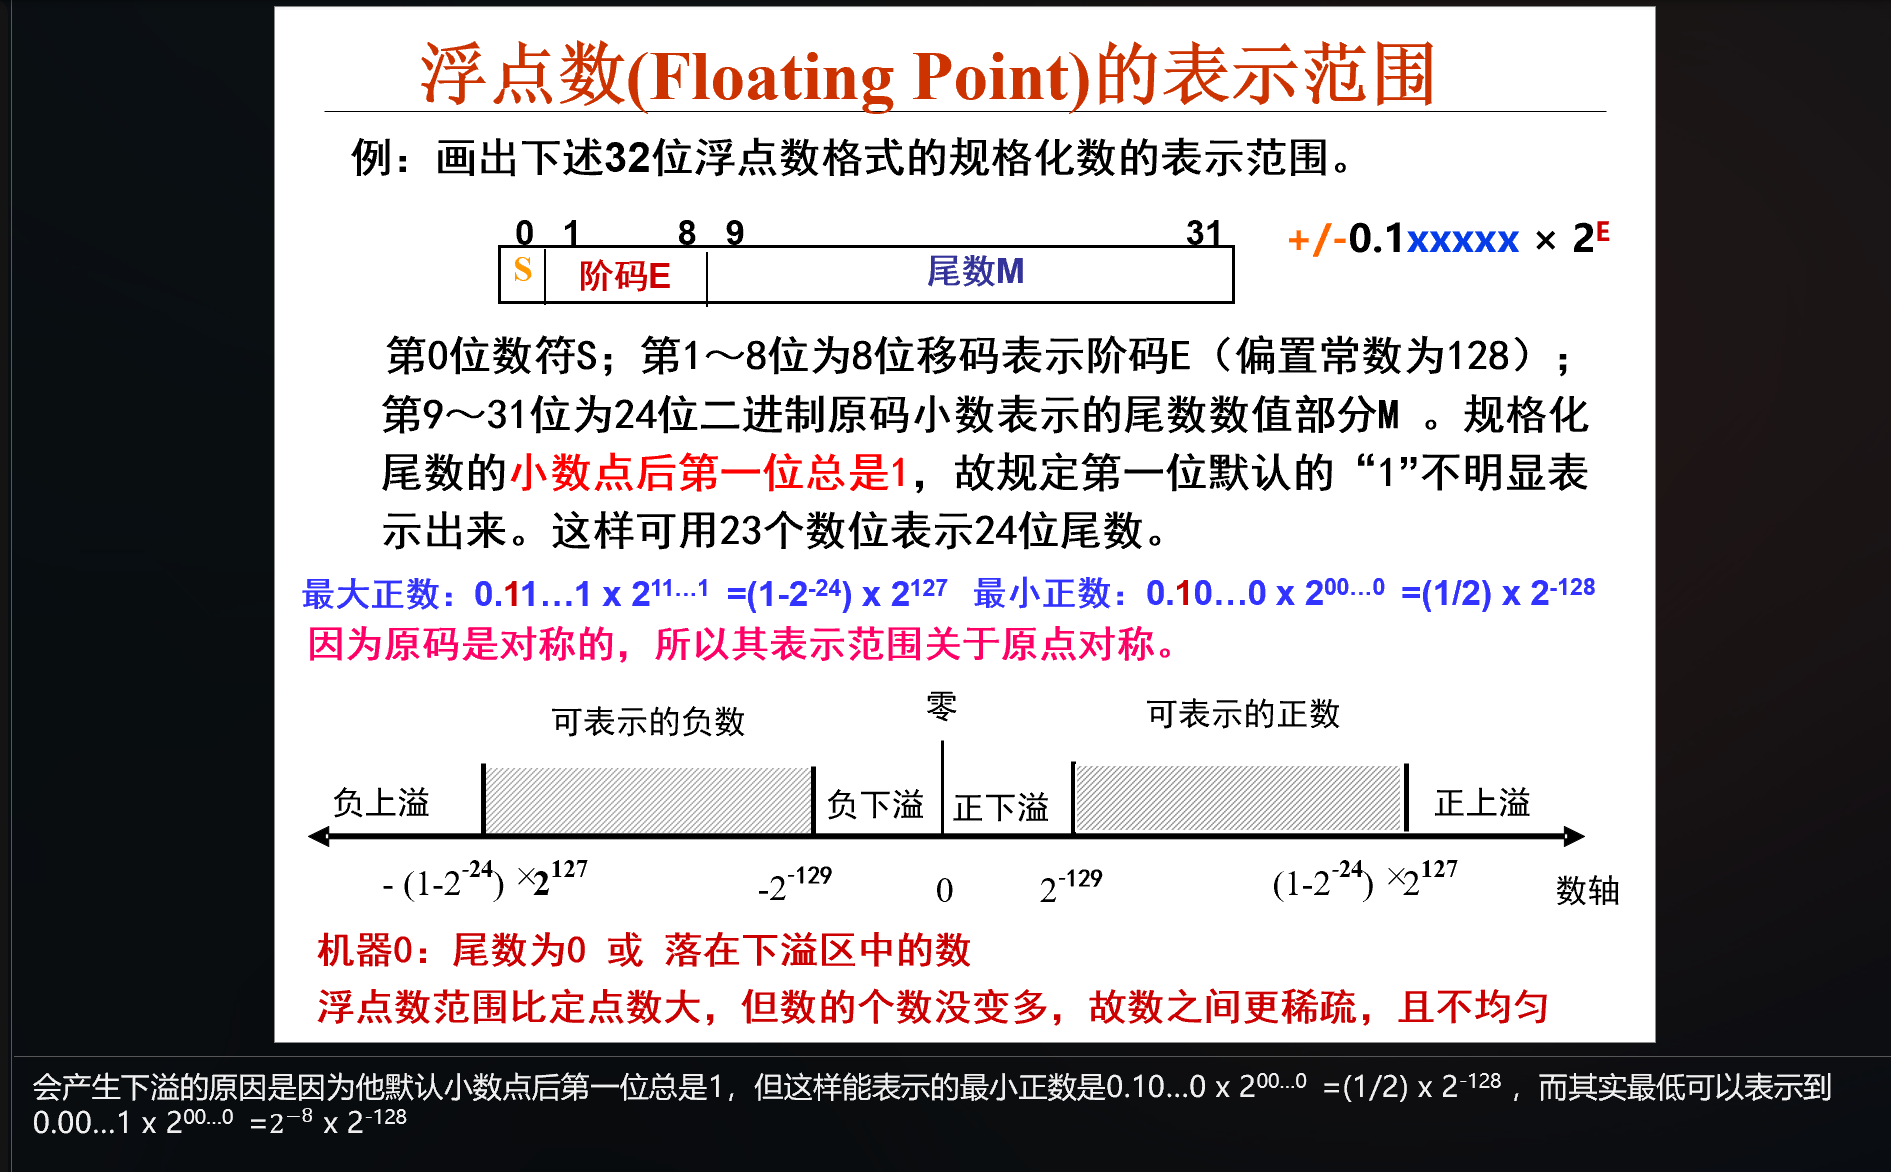 浮点数(Floating Point)的表示范围
例：画出下述32位浮点数格式的规格化数的表示范围。
0 1 8 9 31
+/-0.1xxxxx × 2^E
S 阶码E 尾数M
第0位数符S；第1～8位为8位移码表示阶码E（偏置常数为128）；
第9～31位为24位二进制原码小数表示的尾数数值部分M 。规格化
尾数的小数点后第一位总是1，故规定第一位默认的“1”不明显表
示出来。这样可用23个数位表示24位尾数。
最大正数：0.11…1 x 2^11…1 =(1-2^-24) x 2^127 最小正数：0.10…0 x 2^00…0 =(1/2) x 2^-128
因为原码是对称的，所以其表示范围关于原点对称。
零
可表示的负数 可表示的正数
负上溢 负下溢 正下溢 正上溢
- (1-2^-24) ×2^127 -2^-129 0 2^-129 (1-2^-24) ×2^127 数轴
机器0：尾数为0 或 落在下溢区中的数
浮点数范围比定点数大，但数的个数没变多，故数之间更稀疏，且不均匀
会产生下溢的原因是因为他默认小数点后第一位总是1，但这样能表示的最小正数是0.10…0 x 2^00…0 =(1/2) x 2^-128 ，而其实最低可以表示到
0.00…1 x 2^00…0 =2^−8 x 2^-128